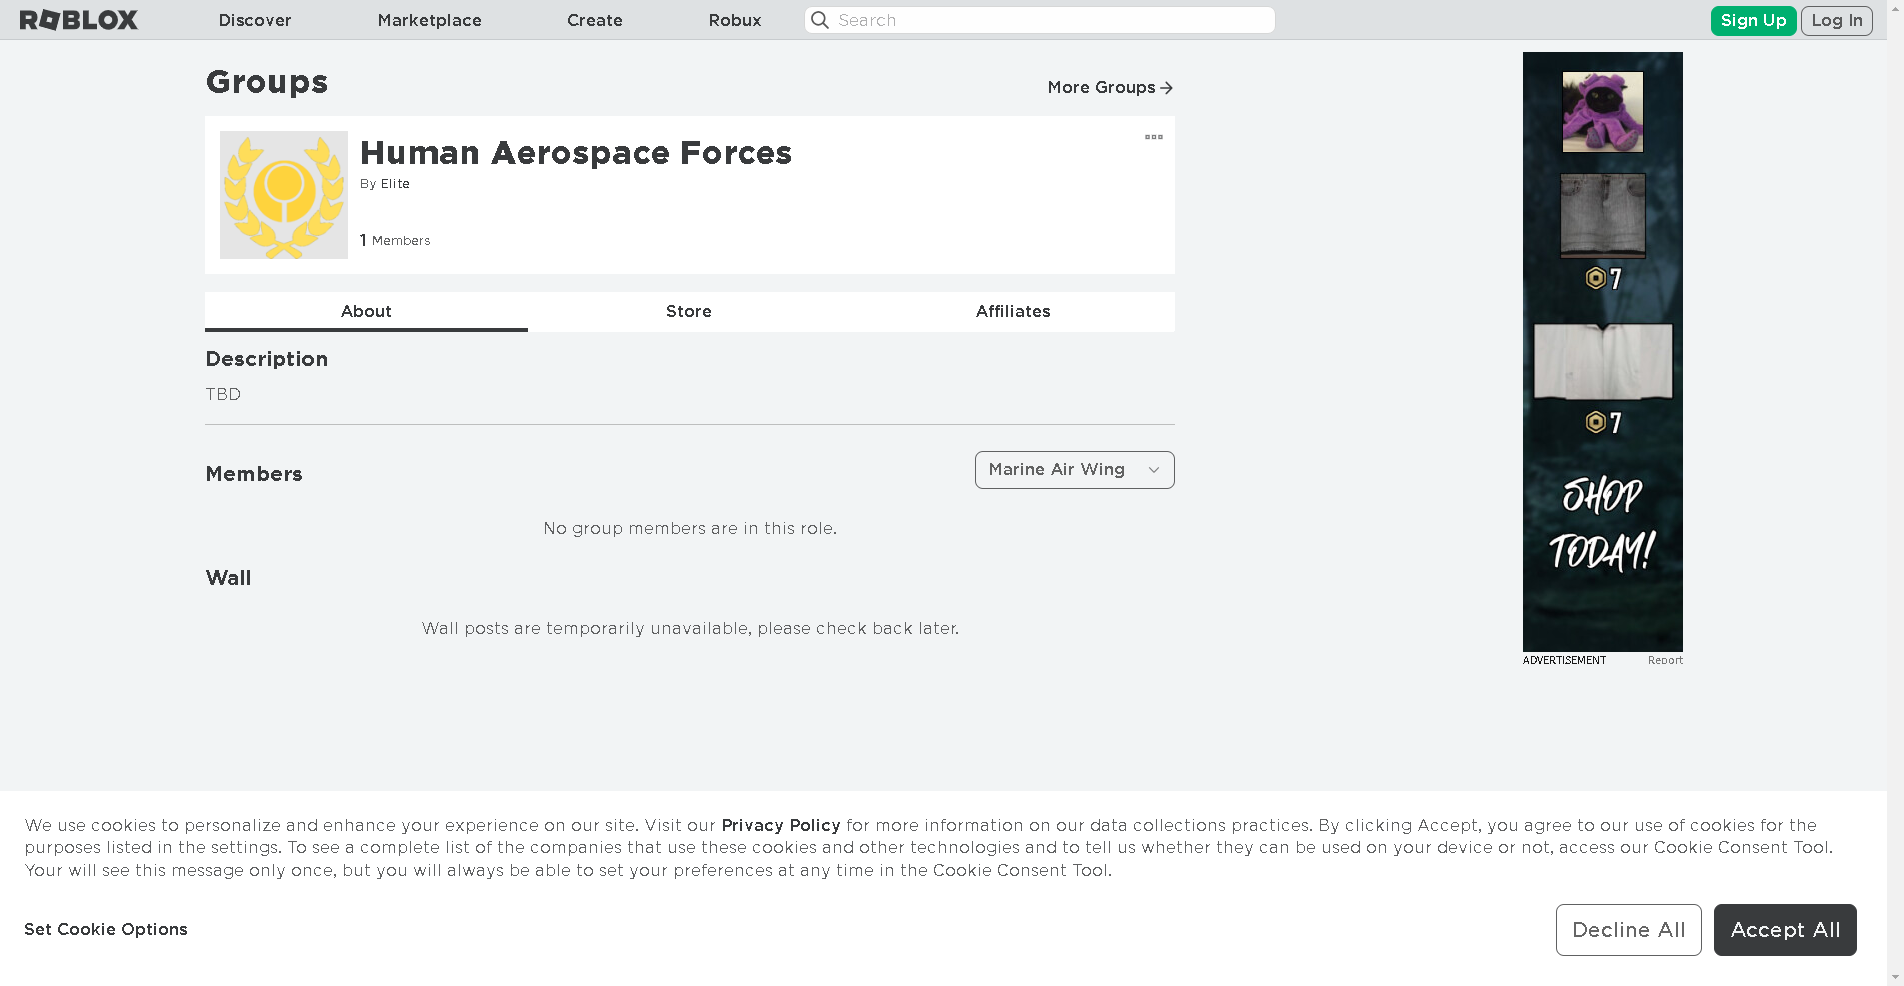 ROBLOX
Discover
Marketplace
Create
Robux
Search
Sign Up
Log In
Groups
More Groups
Human Aerospace Forces
By Elite
1 Members
About
Store
Affiliates
Description
TBD
Members
Marine Air Wing
No group members are in this role.
Wall
Wall posts are temporarily unavailable, please check back later.
7
7
SHOP
TODAY!
ADVERTISEMENT
Report
We use cookies to personalize and enhance your experience on our site. Visit our Privacy Policy for more information on our data collections practices. By clicking Accept, you agree to our use of cookies for the
purposes listed in the settings. To see a complete list of the companies that use these cookies and other technologies and to tell us whether they can be used on your device or not, access our Cookie Consent Tool.
Your will see this message only once, but you will always be able to set your preferences at any time in the Cookie Consent Tool.
Set Cookie Options
Decline All
Accept All